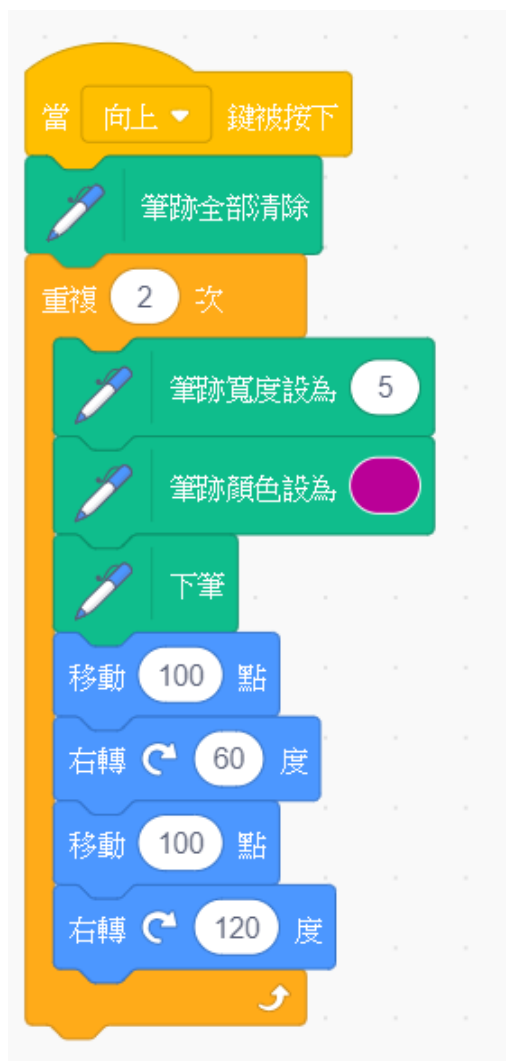 當 向上 鍵被按下
筆跡全部清除
重複 2 次
筆跡寬度設為 5
筆跡顏色設為
下筆
移動 100 點
右轉 60 度
移動 100 點
右轉 120 度